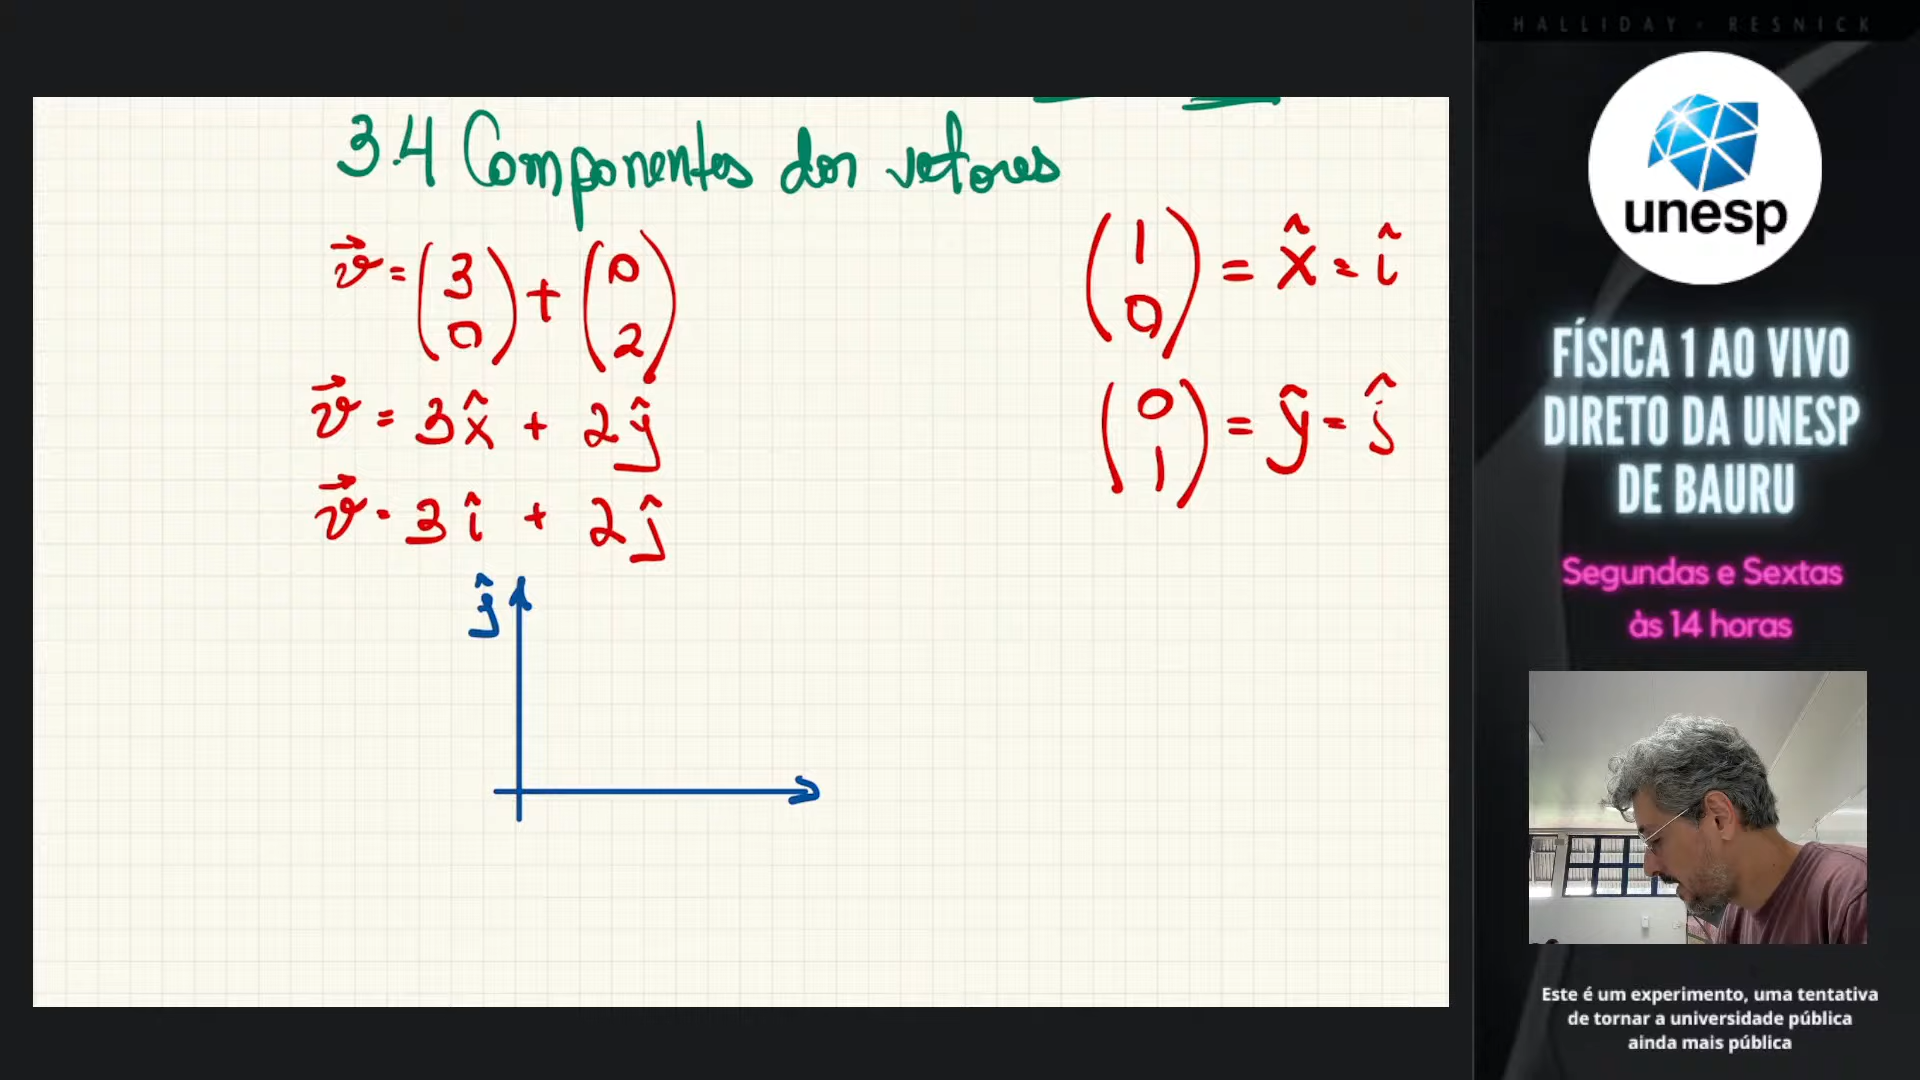 3.4 Componentes dos vetores
v⃗ = (3 0) + (0 2)
v⃗ = 3x̂ + 2ŷ
v⃗ = 3î + 2ĵ
ĵ
(1 0) = x̂ = î
(0 1) = ŷ = ĵ
HALLIDAY • RESNICK
unesp
FÍSICA 1 AO VIVO
DIRETO DA UNESP
DE BAURU
Segundas e Sextas
às 14 horas
Este é um experimento, uma tentativa
de tornar a universidade pública
ainda mais pública